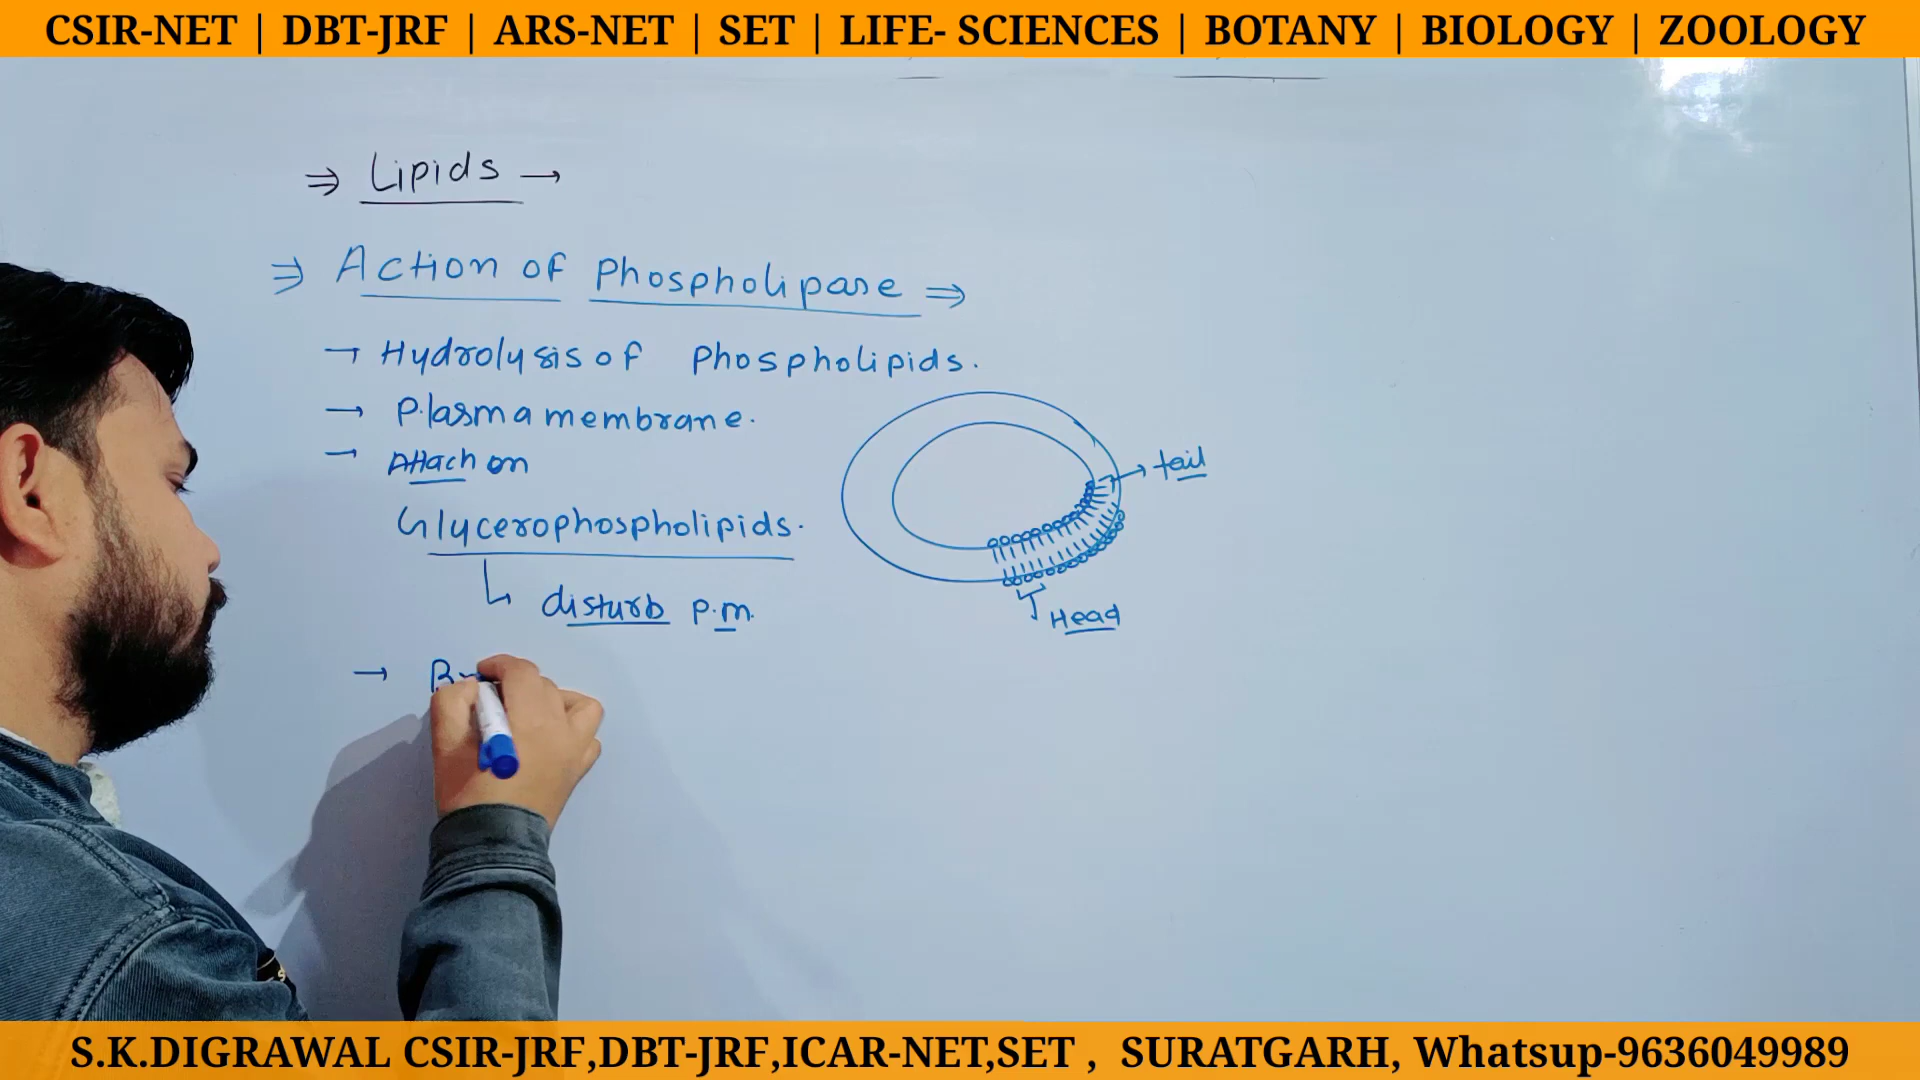 CSIR-NET | DBT-JRF | ARS-NET | SET | LIFE- SCIENCES | BOTANY | BIOLOGY | ZOOLOGY
⇒ Lipids →
⇒ Action of Phospholipase ⇒
→ Hydrolysis of Phospholipids.
→ Plasma membrane.
→ Attach on
Glycerophospholipids.
↳ disturb P.m.
→ tail
Head
→
S.K.DIGRAWAL CSIR-JRF,DBT-JRF,ICAR-NET,SET , SURATGARH, Whatsup-9636049989